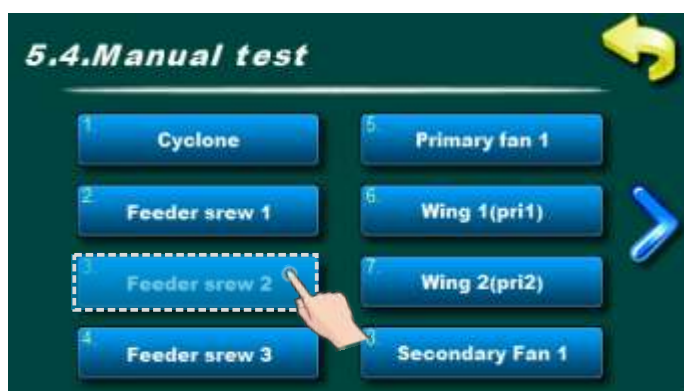 5.4.Manual test
1. Cyclone
2. Feeder srew 1
3. Feeder srew 2
4. Feeder srew 3
5. Primary fan 1
6. Wing 1(pri1)
7. Wing 2(pri2)
8 Secondary Fan 1